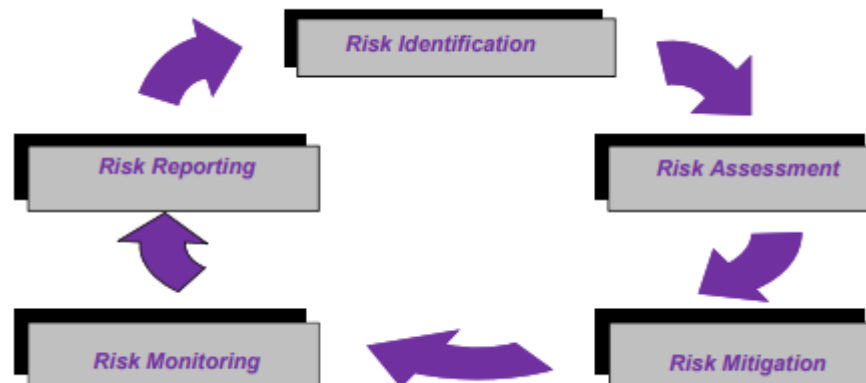 Risk Identification
Risk Reporting
Risk Assessment
Risk Monitoring
Risk Mitigation